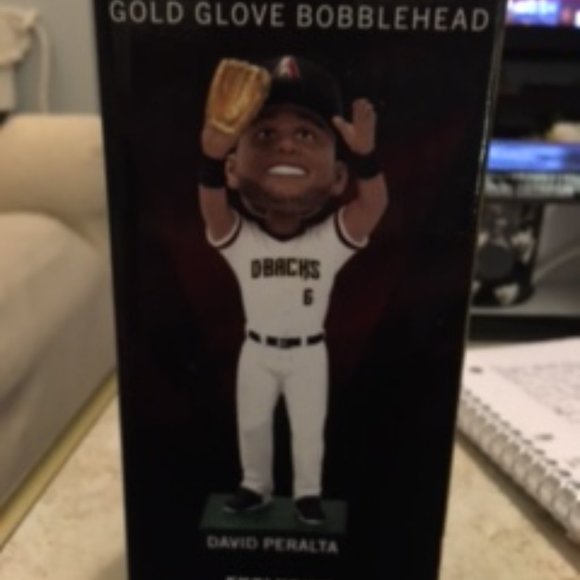 GOLD GLOVE BOBBLEHEAD
DBACKS
6
DAVID PERALTA